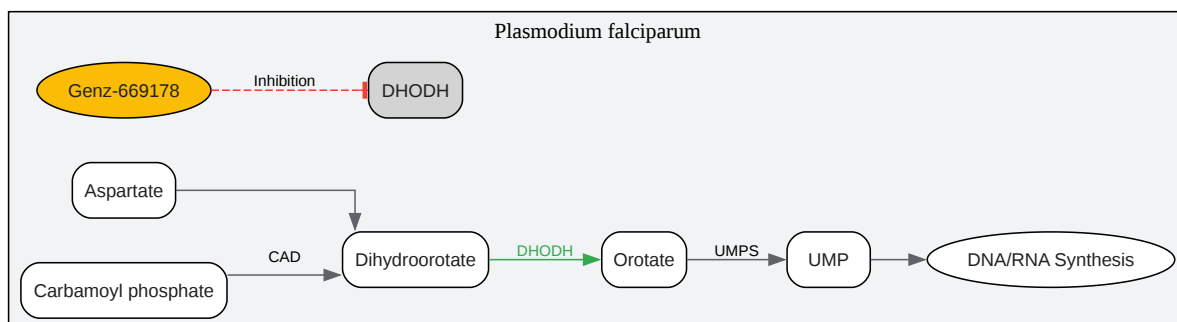 Plasmodium falciparum
Genz-669178
Inhibition
DHODH
Aspartate
CAD
Carbamoyl phosphate
Dihydroorotate
DHODH
Orotate
UMPS
UMP
DNA/RNA Synthesis